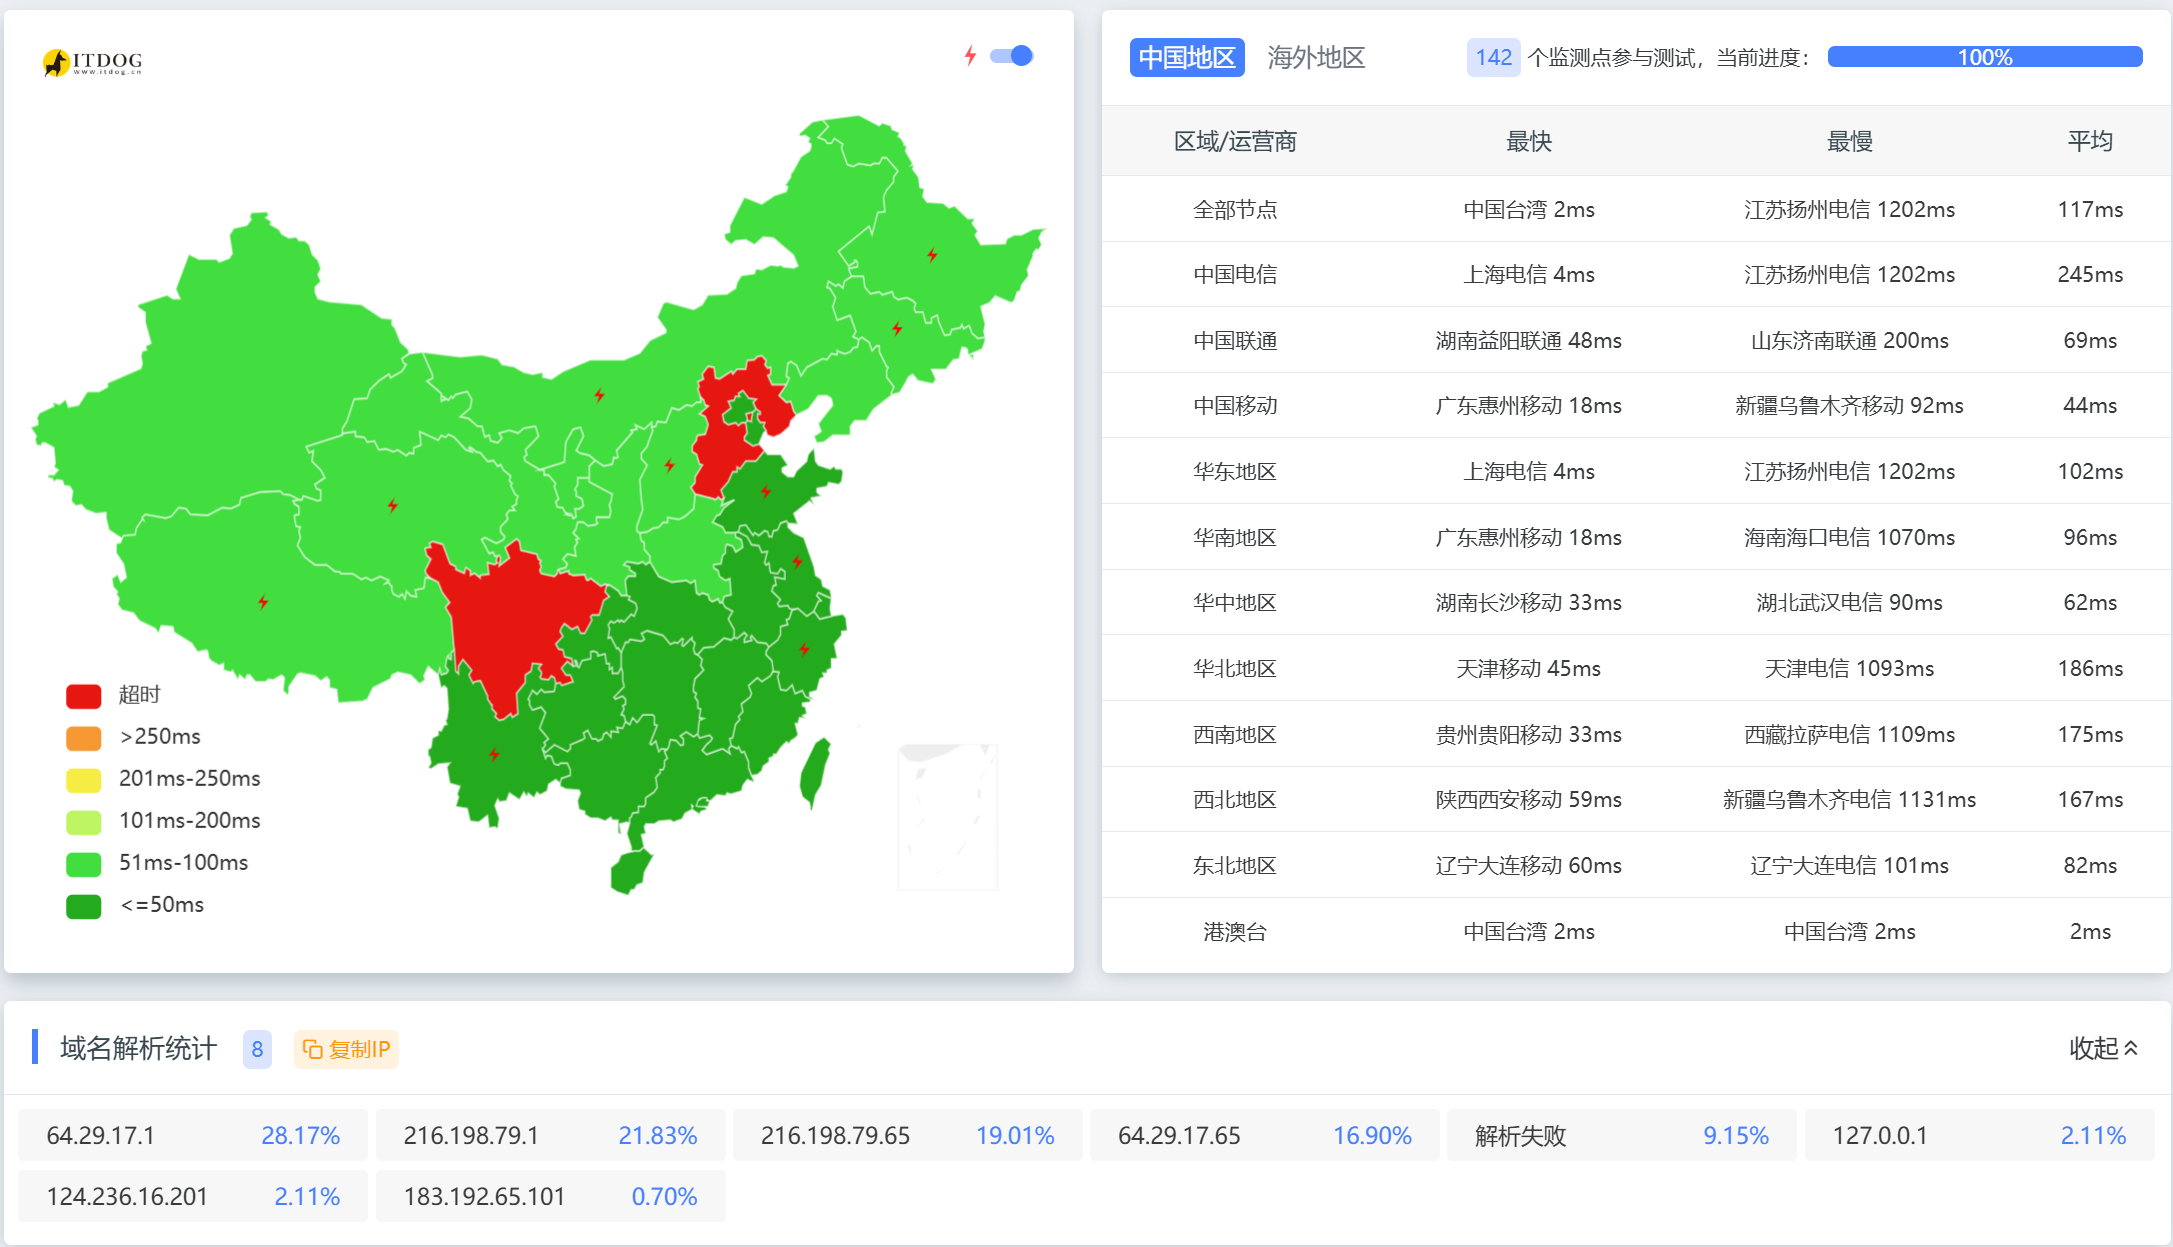 ITDOG
www.itdog.cn
超时
>250ms
201ms-250ms
101ms-200ms
51ms-100ms
<=50ms
中国地区 海外地区 142 个监测点参与测试，当前进度： 100%
区域/运营商 最快 最慢 平均
全部节点 中国台湾 2ms 江苏扬州电信 1202ms 117ms
中国电信 上海电信 4ms 江苏扬州电信 1202ms 245ms
中国联通 湖南益阳联通 48ms 山东济南联通 200ms 69ms
中国移动 广东惠州移动 18ms 新疆乌鲁木齐移动 92ms 44ms
华东地区 上海电信 4ms 江苏扬州电信 1202ms 102ms
华南地区 广东惠州移动 18ms 海南海口电信 1070ms 96ms
华中地区 湖南长沙移动 33ms 湖北武汉电信 90ms 62ms
华北地区 天津移动 45ms 天津电信 1093ms 186ms
西南地区 贵州贵阳移动 33ms 西藏拉萨电信 1109ms 175ms
西北地区 陕西西安移动 59ms 新疆乌鲁木齐电信 1131ms 167ms
东北地区 辽宁大连移动 60ms 辽宁大连电信 101ms 82ms
港澳台 中国台湾 2ms 中国台湾 2ms 2ms
域名解析统计 8 复制IP 收起
64.29.17.1 28.17% 216.198.79.1 21.83% 216.198.79.65 19.01% 64.29.17.65 16.90% 解析失败 9.15% 127.0.0.1 2.11%
124.236.16.201 2.11% 183.192.65.101 0.70%